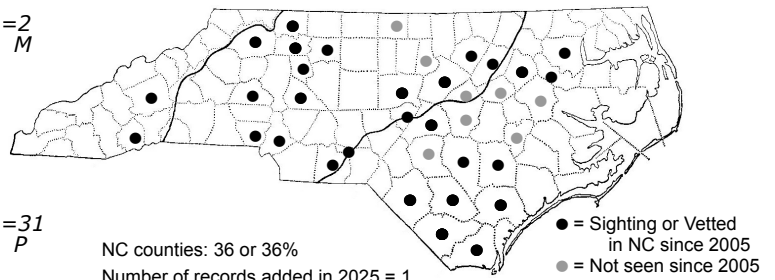 =2
M
=31
P
NC counties: 36 or 36%
Number of records added in 2025 = 1
● = Sighting or Vetted
in NC since 2005
● = Not seen since 2005